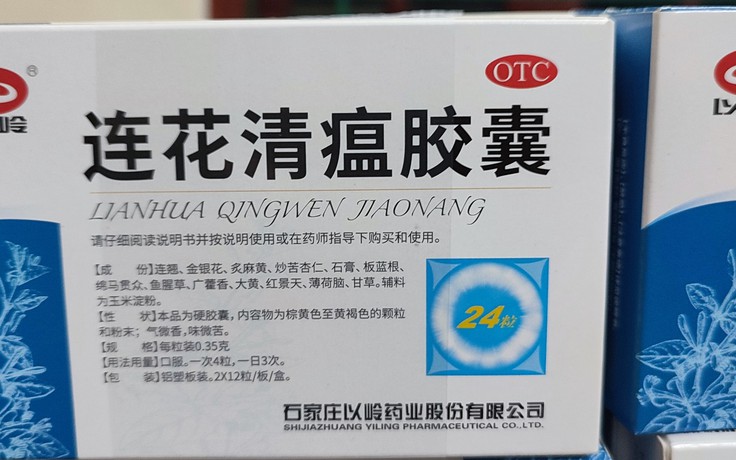 OTC
®
岭
连花清瘟胶囊
LIANHUA QINGWEN JIAONANG
请仔细阅读说明书并按说明使用或在药师指导下购买和使用。
【成　份】连翘、金银花、炙麻黄、炒苦杏仁、石膏、板蓝根、
绵马贯众、鱼腥草、广藿香、大黄、红景天、薄荷脑、甘草。辅料
为玉米淀粉。
【性　状】本品为硬胶囊，内容物为棕黄色至黄褐色的颗粒
和粉末；气微香，味微苦。
【规　格】每粒装0.35克
【用法用量】口服。一次4粒，一日3次。
【包　装】铝塑板装。2X12粒/板/盒。
24粒
石家庄以岭药业股份有限公司
SHIJIAZHUANG YILING PHARMACEUTICAL CO.,LTD.
以